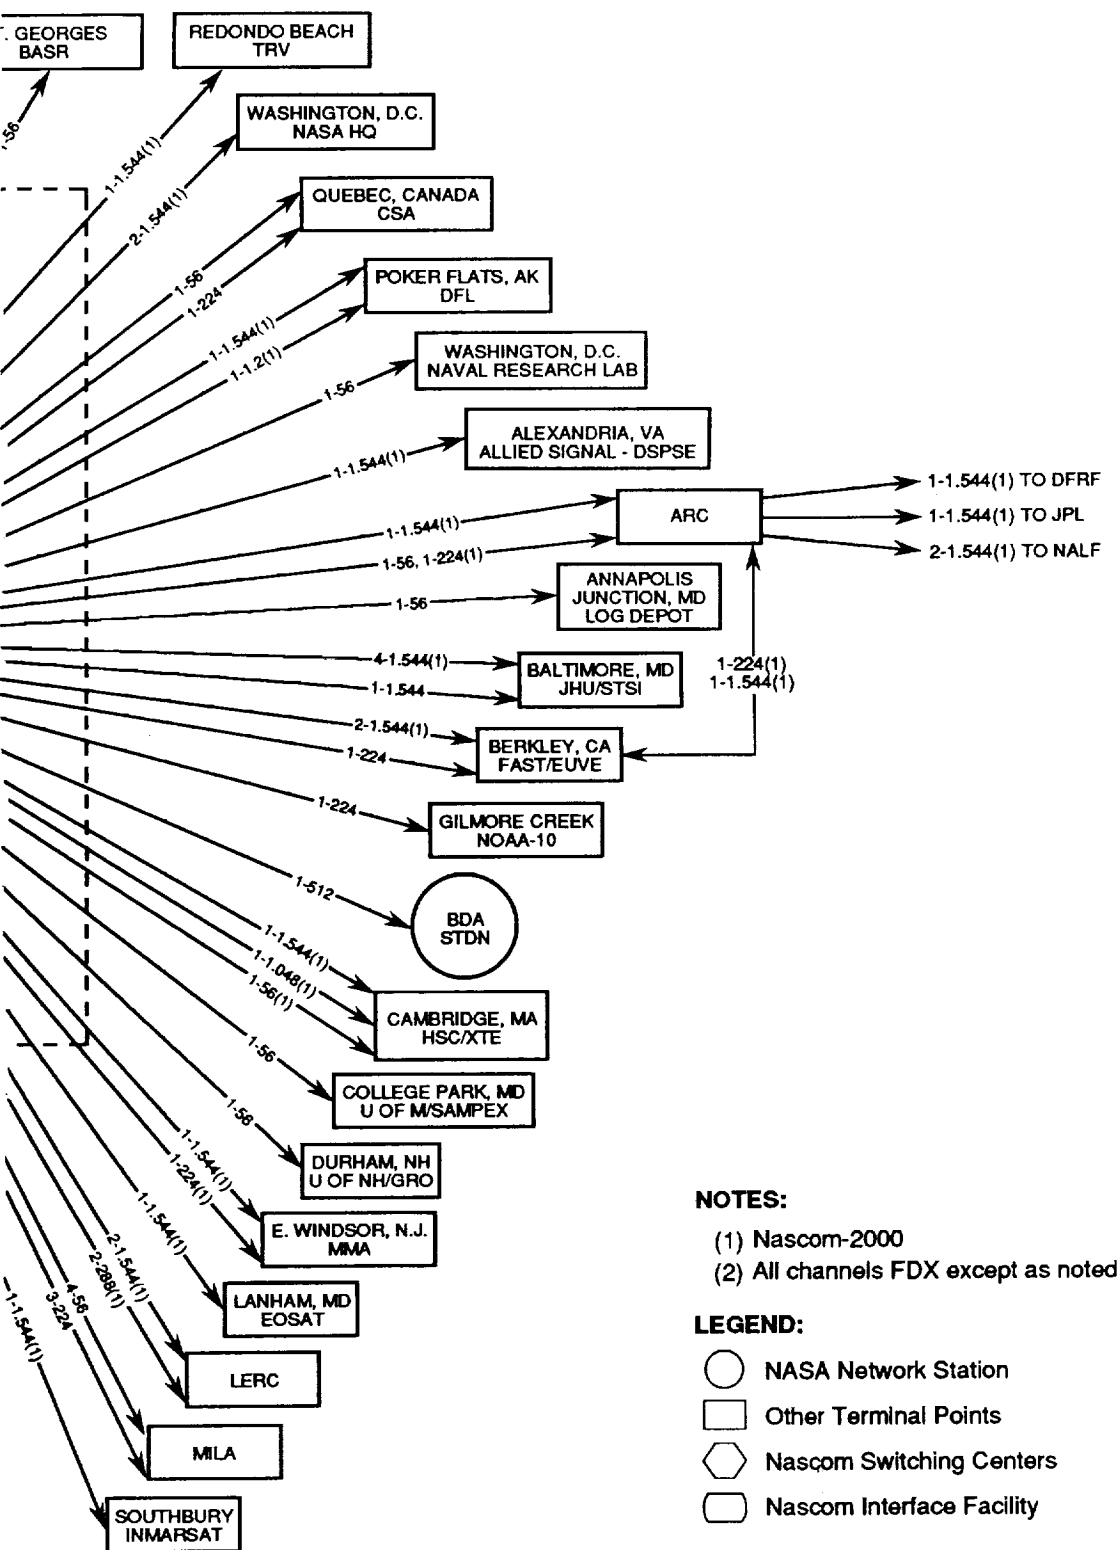 . GEORGES
BASR
REDONDO BEACH
TRV
WASHINGTON, D.C.
NASA HQ
QUEBEC, CANADA
CSA
POKER FLATS, AK
DFL
WASHINGTON, D.C.
NAVAL RESEARCH LAB
ALEXANDRIA, VA
ALLIED SIGNAL - DSPSE
ARC
ANNAPOLIS
JUNCTION, MD
LOG DEPOT
BALTIMORE, MD
JHU/STSI
BERKLEY, CA
FAST/EUVE
GILMORE CREEK
NOAA-10
BDA
STDN
CAMBRIDGE, MA
HSC/XTE
COLLEGE PARK, MD
U OF M/SAMPEX
DURHAM, NH
U OF NH/GRO
E. WINDSOR, N.J.
MMA
LANHAM, MD
EOSAT
LERC
MILA
SOUTHBURY
INMARSAT
-56
1-1.544(1)
2-1.544(1)
1-56
1-224
1-1.544(1)
1-1.2(1)
1-56
1-1.544(1)
1-1.544(1)
1-56, 1-224(1)
1-56
4-1.544(1)
1-1.544
2-1.544(1)
1-224
1-224
1-512
1-1.544(1)
1-1.048(1)
1-56(1)
1-56
1-56
1-1.544(1)
1-224(1)
1-1.544(1)
2-1.544(1)
2-288(1)
4-56
3-224
1-1.544(1)
1-1.544(1) TO DFRF
1-1.544(1) TO JPL
2-1.544(1) TO NALF
1-224(1)
1-1.544(1)
NOTES:
(1) Nascom-2000
(2) All channels FDX except as noted
LEGEND:
NASA Network Station
Other Terminal Points
Nascom Switching Centers
Nascom Interface Facility